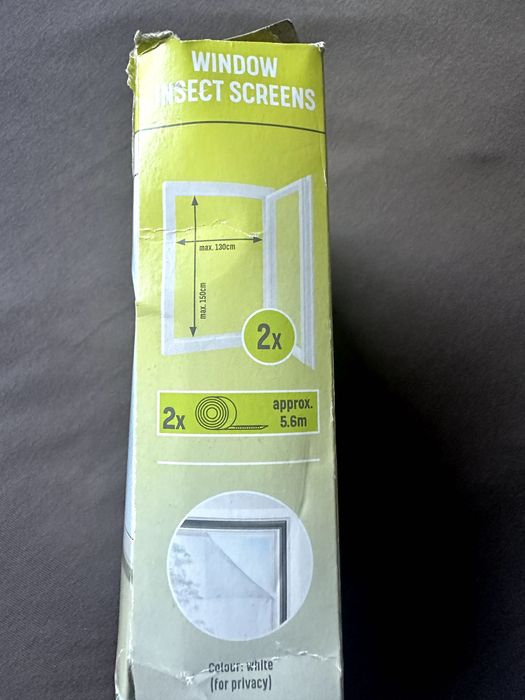 WINDOW
INSECT SCREENS
max. 130cm
max. 150cm
2x
2x
approx.
5.6m
Colour: white
(for privacy)